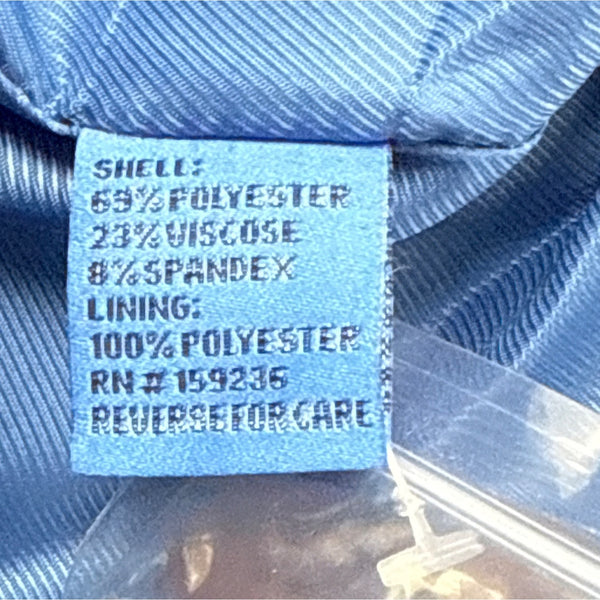 SHELL:
69% POLYESTER
23% VISCOSE
8% SPANDEX
LINING:
100% POLYESTER
RN # 159236
REVERSE FOR CARE